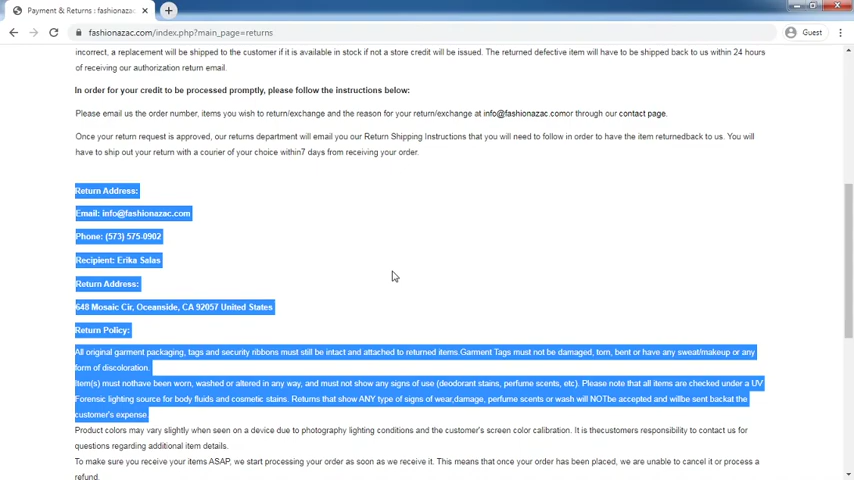 Payment & Returns : fashionazac.
fashionazac.com/index.php?main_page=returns
Guest
incorrect, a replacement will be shipped to the customer if it is available in stock if not a store credit will be issued. The returned defective item will have to be shipped back to us within 24 hours
of receiving our authorization return email.
In order for your credit to be processed promptly, please follow the instructions below:
Please email us the order number, items you wish to return/exchange and the reason for your return/exchange at info@fashionazac.comor through our contact page.
Once your return request is approved, our returns department will email you our Return Shipping Instructions that you will need to follow in order to have the item returnedback to us. You will
have to ship out your return with a courier of your choice within7 days from receiving your order.
Return Address:
Email: info@fashionazac.com
Phone: (573) 575-0902
Recipient: Erika Salas
Return Address:
648 Mosaic Cir, Oceanside, CA 92057 United States
Return Policy:
All original garment packaging, tags and security ribbons must still be intact and attached to returned items.Garment Tags must not be damaged, torn, bent or have any sweat/makeup or any
form of discoloration.
Item(s) must nothave been worn, washed or altered in any way, and must not show any signs of use (deodorant stains, perfume scents, etc). Please note that all items are checked under a UV
Forensic lighting source for body fluids and cosmetic stains. Returns that show ANY type of signs of wear,damage, perfume scents or wash will NOTbe accepted and willbe sent backat the
customer's expense.
Product colors may vary slightly when seen on a device due to photography lighting conditions and the customer's screen color calibration. It is thecustomers responsibility to contact us for
questions regarding additional item details.
To make sure you receive your items ASAP, we start processing your order as soon as we receive it. This means that once your order has been placed, we are unable to cancel it or process a
refund.